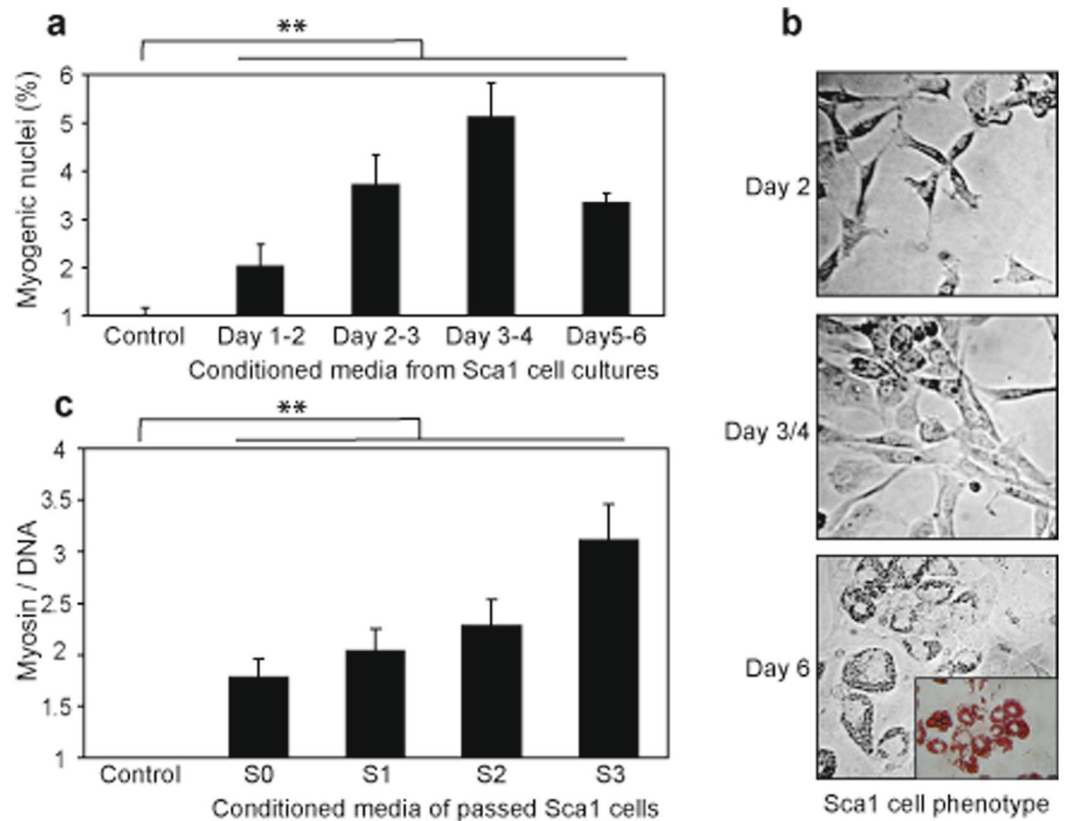 a
**
Myogenic nuclei (%)
6
5
4
3
2
1
Control Day 1-2 Day 2-3 Day 3-4 Day5-6
Conditioned media from Sca1 cell cultures
b
Day 2
Day 3/4
Day 6
Sca1 cell phenotype
c
**
Myosin / DNA
4
3.5
3
2.5
2
1.5
1
Control S0 S1 S2 S3
Conditioned media of passed Sca1 cells